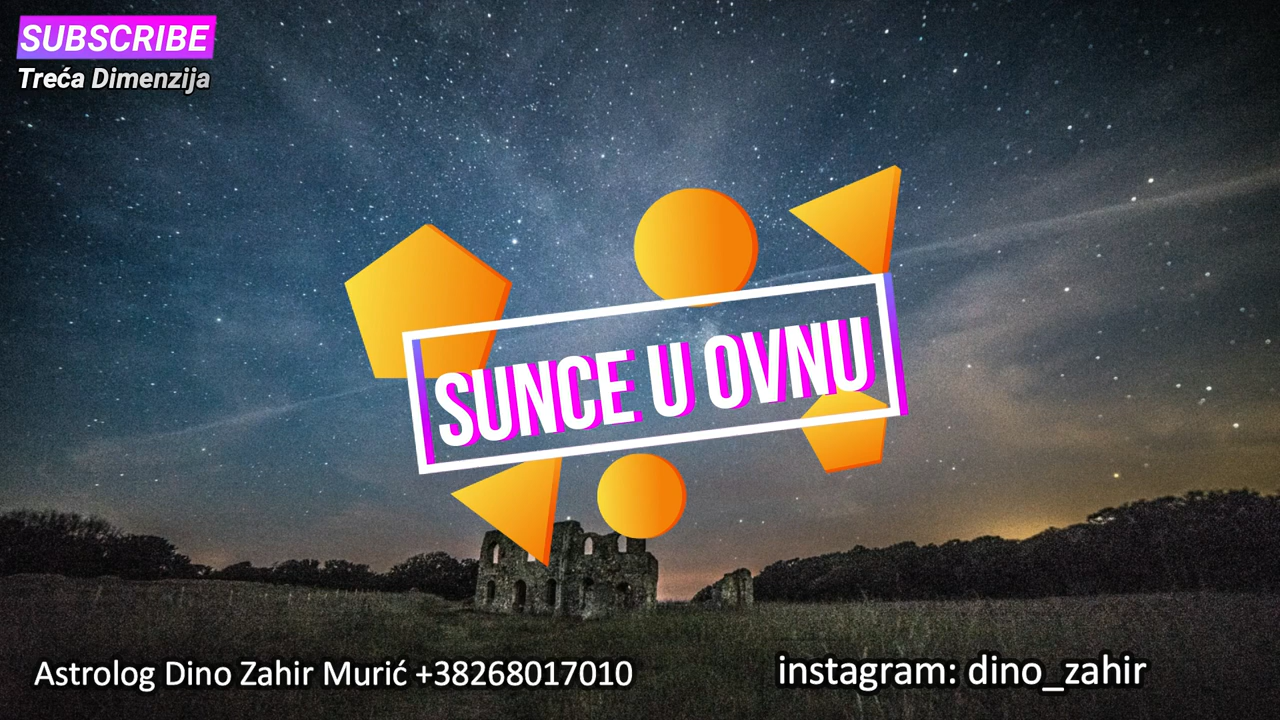 SUBSCRIBE
Treća Dimenzija
SUNCE U OVNU
Astrolog Dino Zahir Murić +38268017010
instagram: dino_zahir